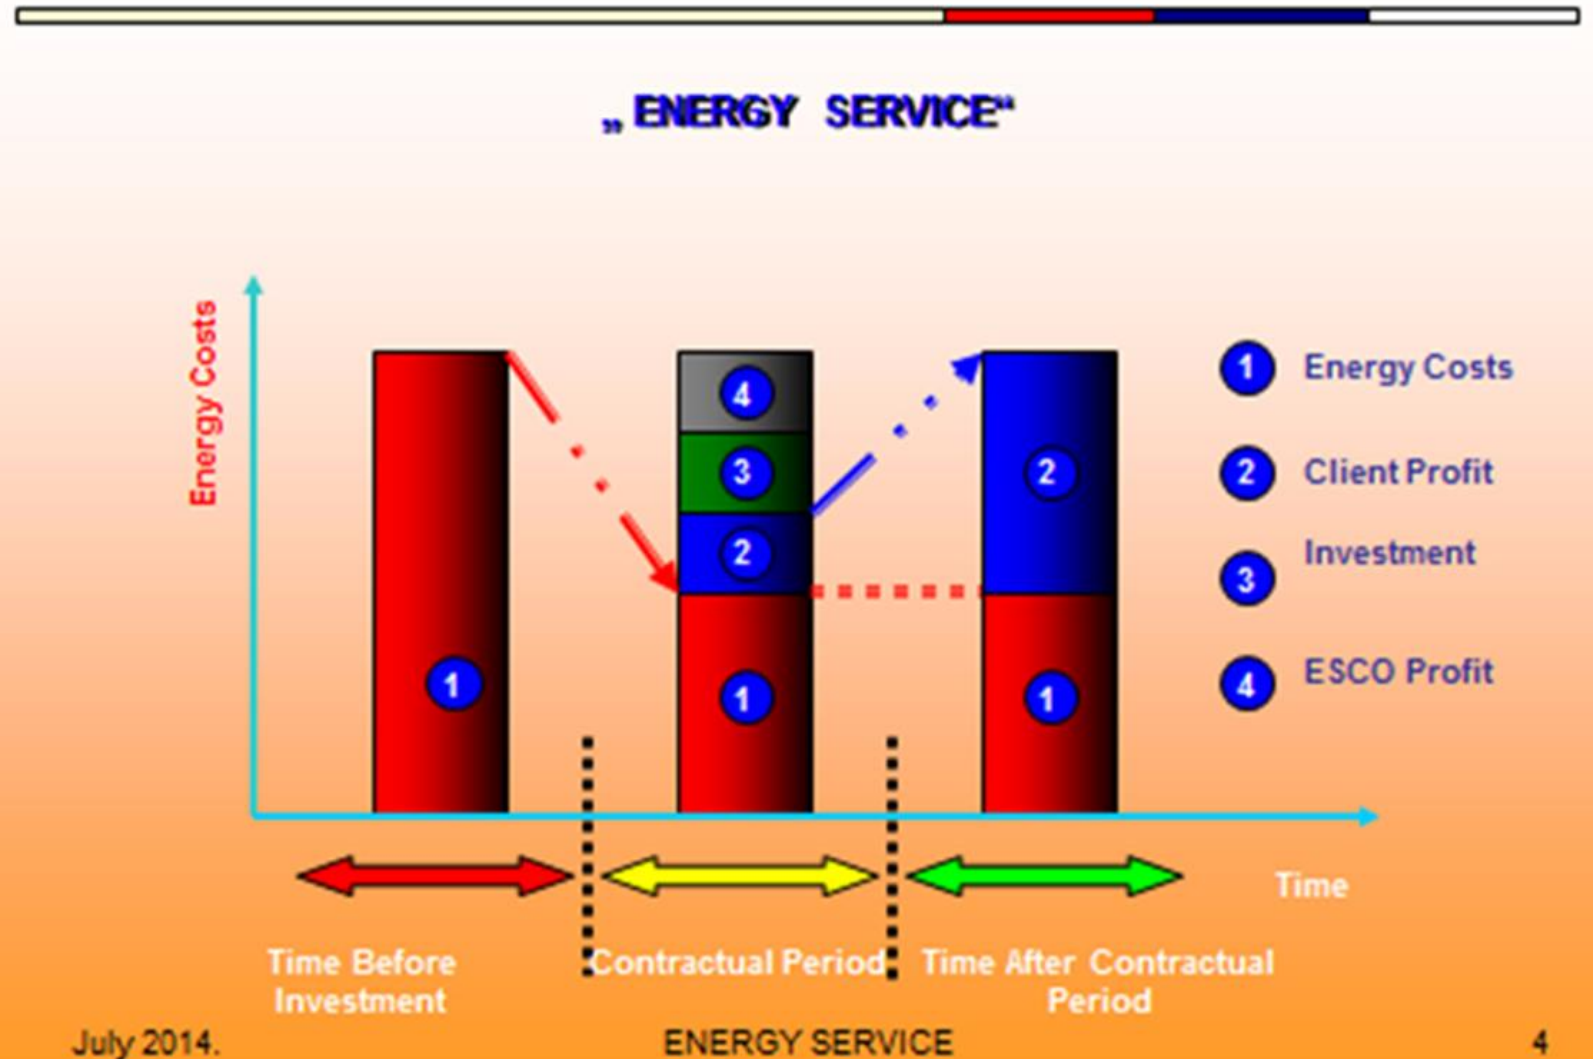 „ ENERGY SERVICE“
Energy Costs
4
3
2
1
1
2
1
1 Energy Costs
2 Client Profit
3 Investment
4 ESCO Profit
Time
Time Before
Investment
Contractual Period
Time After Contractual
Period
July 2014.
ENERGY SERVICE
4